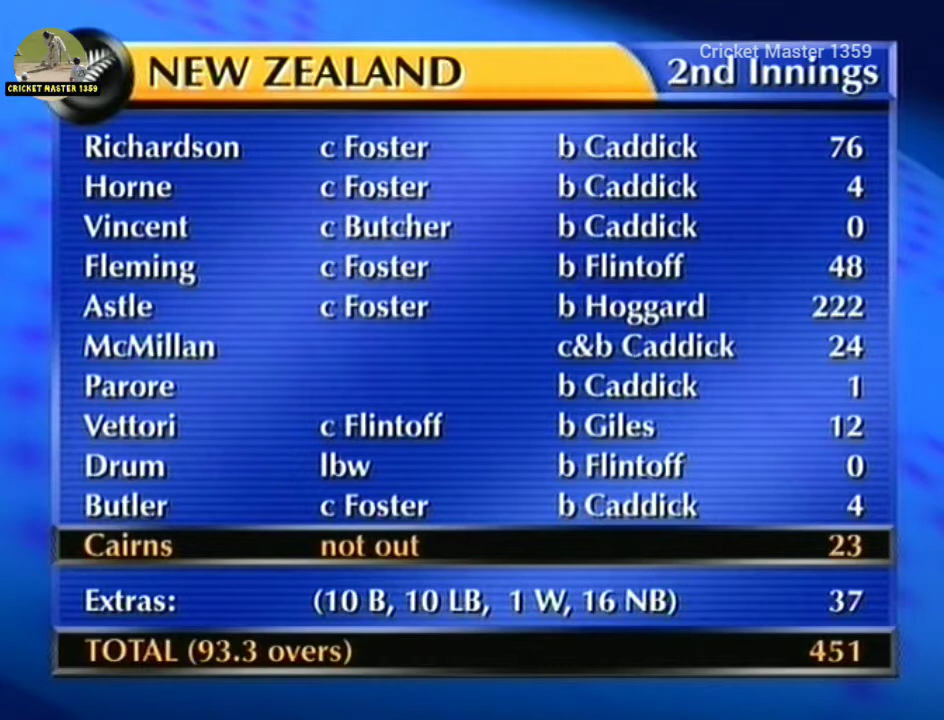 Cricket Master 1359
CRICKET MASTER 1359
NEW ZEALAND 2nd Innings
Richardson c Foster b Caddick 76
Horne c Foster b Caddick 4
Vincent c Butcher b Caddick 0
Fleming c Foster b Flintoff 48
Astle c Foster b Hoggard 222
McMillan c&b Caddick 24
Parore b Caddick 1
Vettori c Flintoff b Giles 12
Drum lbw b Flintoff 0
Butler c Foster b Caddick 4
Cairns not out 23
Extras: (10 B, 10 LB, 1 W, 16 NB) 37
TOTAL (93.3 overs) 451